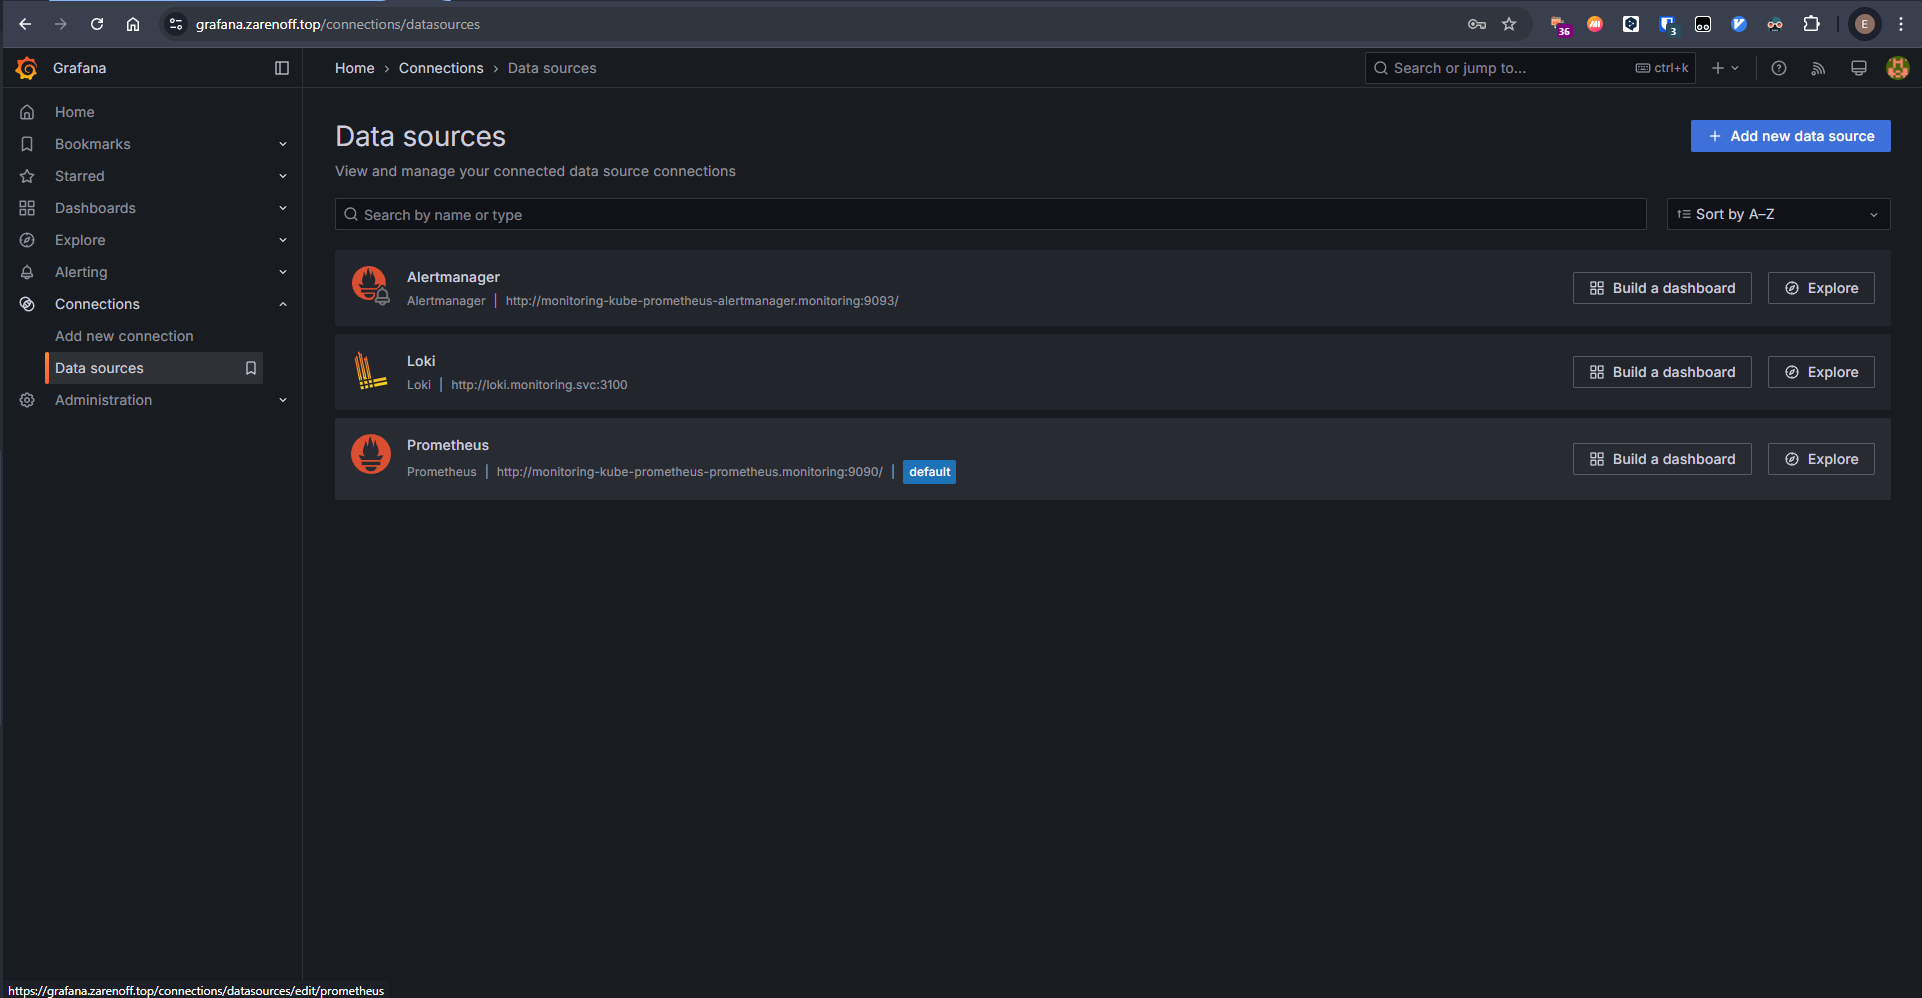 grafana.zarenoff.top/connections/datasources
36
3
E
Grafana
Home › Connections › Data sources
Search or jump to...
ctrl+k
Home
Bookmarks
Starred
Dashboards
Explore
Alerting
Connections
Add new connection
Data sources
Administration
Data sources
Add new data source
View and manage your connected data source connections
Search by name or type
Sort by A–Z
Alertmanager
Alertmanager | http://monitoring-kube-prometheus-alertmanager.monitoring:9093/
Build a dashboard
Explore
Loki
Loki | http://loki.monitoring.svc:3100
Build a dashboard
Explore
Prometheus
Prometheus | http://monitoring-kube-prometheus-prometheus.monitoring:9090/ | default
Build a dashboard
Explore
https://grafana.zarenoff.top/connections/datasources/edit/prometheus